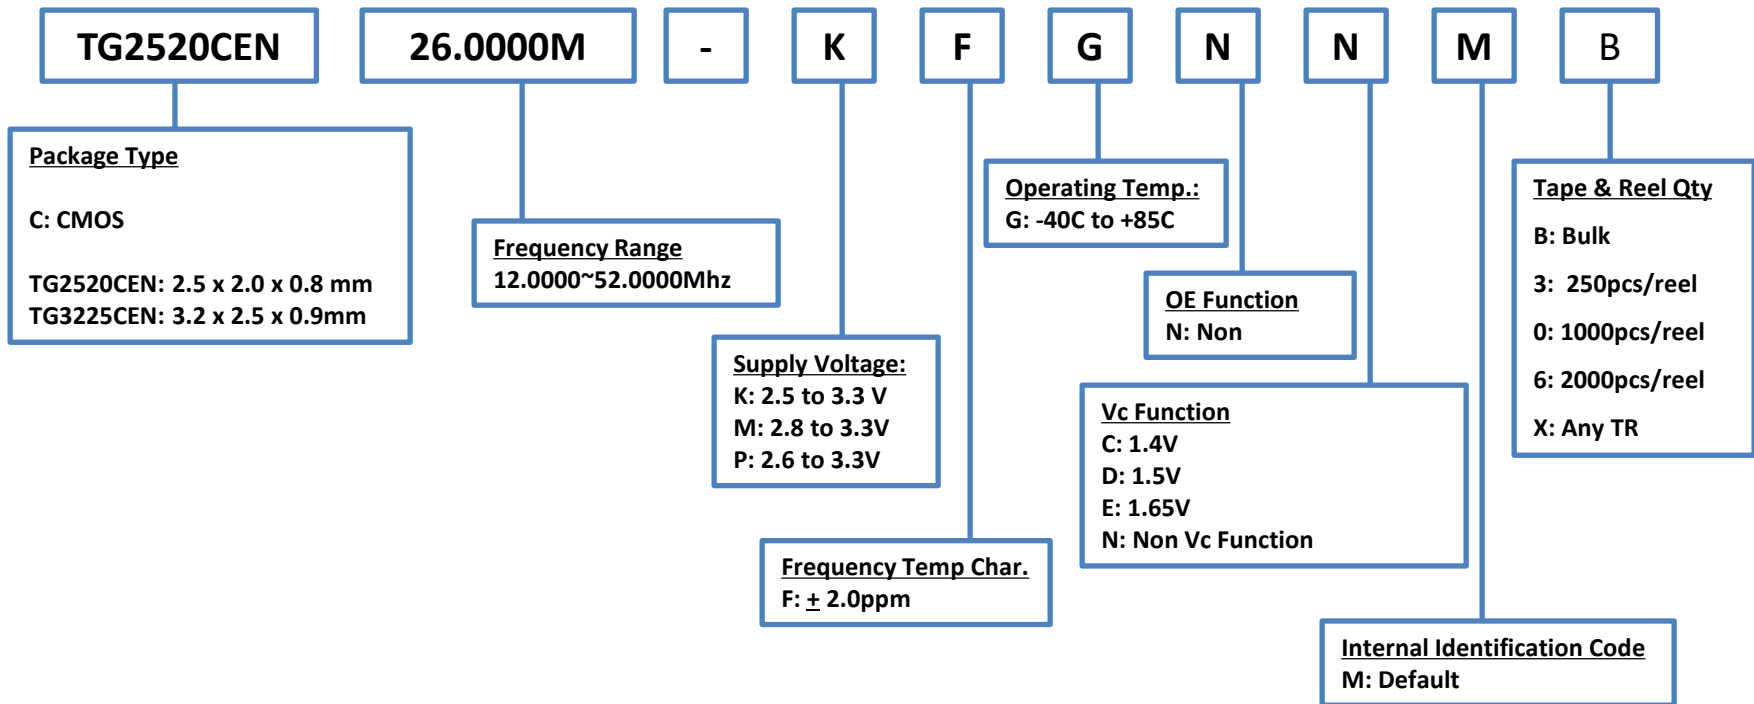 TG2520CEN 26.0000M - K F G N N M B
Package Type
C: CMOS
TG2520CEN: 2.5 x 2.0 x 0.8 mm
TG3225CEN: 3.2 x 2.5 x 0.9mm
Frequency Range
12.0000~52.0000Mhz
Supply Voltage:
K: 2.5 to 3.3 V
M: 2.8 to 3.3V
P: 2.6 to 3.3V
Frequency Temp Char.
F: ± 2.0ppm
Operating Temp.:
G: -40C to +85C
OE Function
N: Non
Vc Function
C: 1.4V
D: 1.5V
E: 1.65V
N: Non Vc Function
Internal Identification Code
M: Default
Tape & Reel Qty
B: Bulk
3: 250pcs/reel
0: 1000pcs/reel
6: 2000pcs/reel
X: Any TR